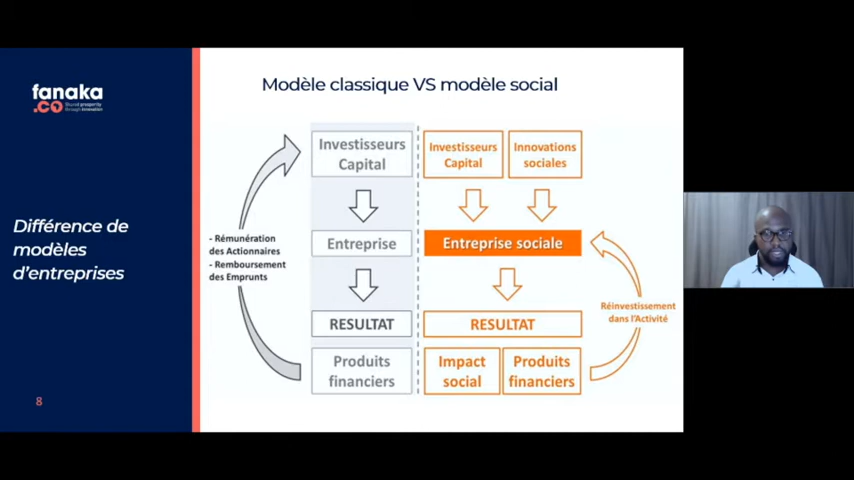 fanaka
.co Shared prosperity
through innovation
Différence de
modèles
d'entreprises
8
Modèle classique VS modèle social
Investisseurs
Capital
Entreprise
RESULTAT
Produits
financiers
- Rémunération
des Actionnaires
- Remboursement
des Emprunts
Investisseurs
Capital
Innovations
sociales
Entreprise sociale
RESULTAT
Impact
social
Produits
financiers
Réinvestissement
dans l'Activité